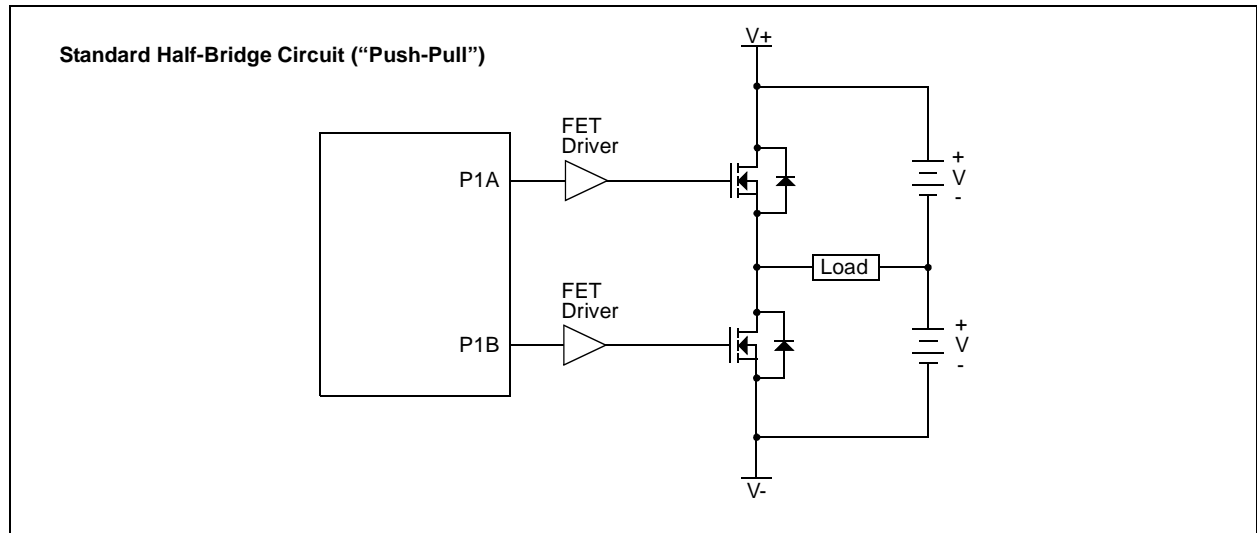 Standard Half-Bridge Circuit (“Push-Pull”)
V+
FET
Driver
P1A
+
V
-
Load
FET
Driver
P1B
+
V
-
V-